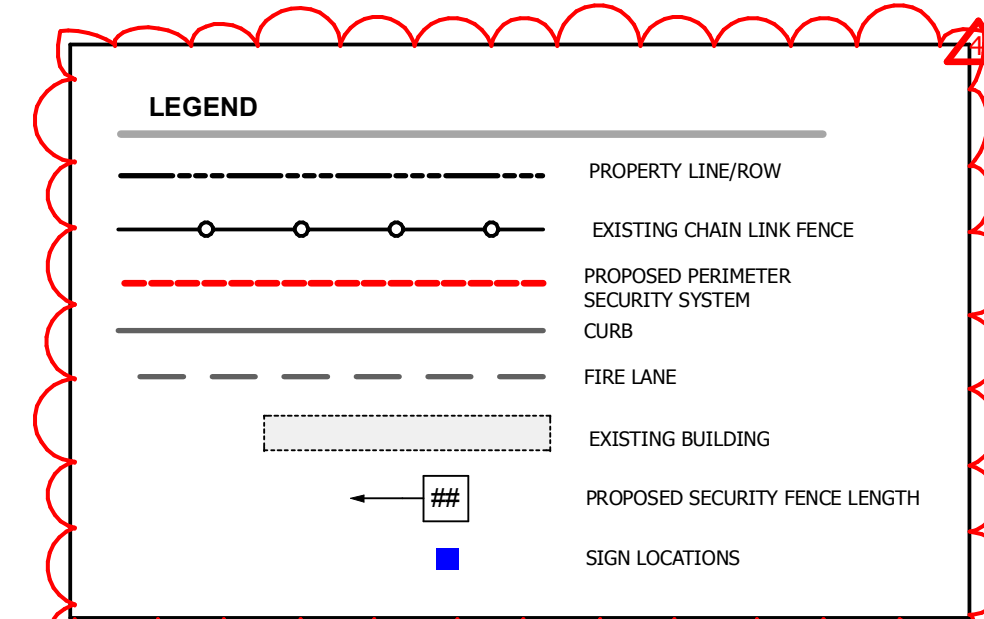 4
LEGEND
PROPERTY LINE/ROW
EXISTING CHAIN LINK FENCE
PROPOSED PERIMETER
SECURITY SYSTEM
CURB
FIRE LANE
EXISTING BUILDING
##
PROPOSED SECURITY FENCE LENGTH
SIGN LOCATIONS